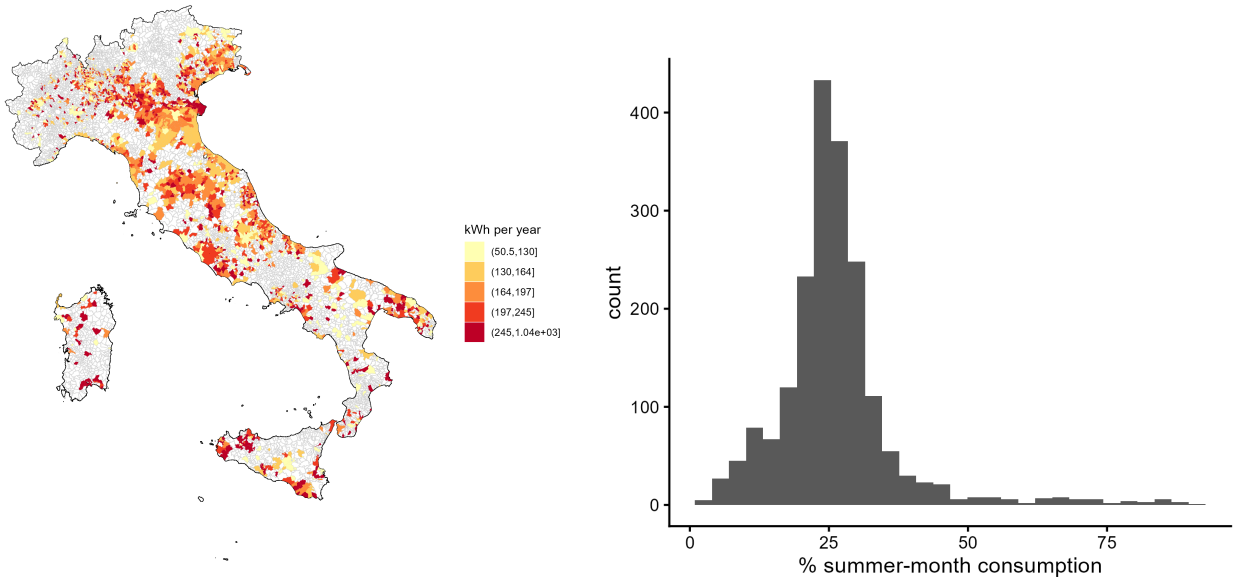 kWh per year
(50.5,130]
(130,164]
(164,197]
(197,245]
(245,1.04e+03]
count
400
300
200
100
0
0 25 50 75
% summer-month consumption